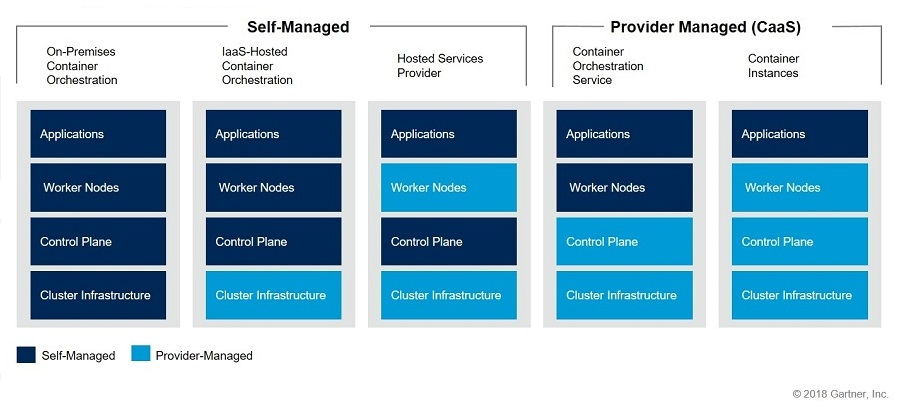 Self-Managed
Provider Managed (CaaS)
On-Premises
Container
Orchestration
IaaS-Hosted
Container
Orchestration
Hosted Services
Provider
Container
Orchestration
Service
Container
Instances
Applications
Worker Nodes
Control Plane
Cluster Infrastructure
Applications
Worker Nodes
Control Plane
Cluster Infrastructure
Applications
Worker Nodes
Control Plane
Cluster Infrastructure
Applications
Worker Nodes
Control Plane
Cluster Infrastructure
Applications
Worker Nodes
Control Plane
Cluster Infrastructure
Self-Managed
Provider-Managed
© 2018 Gartner, Inc.